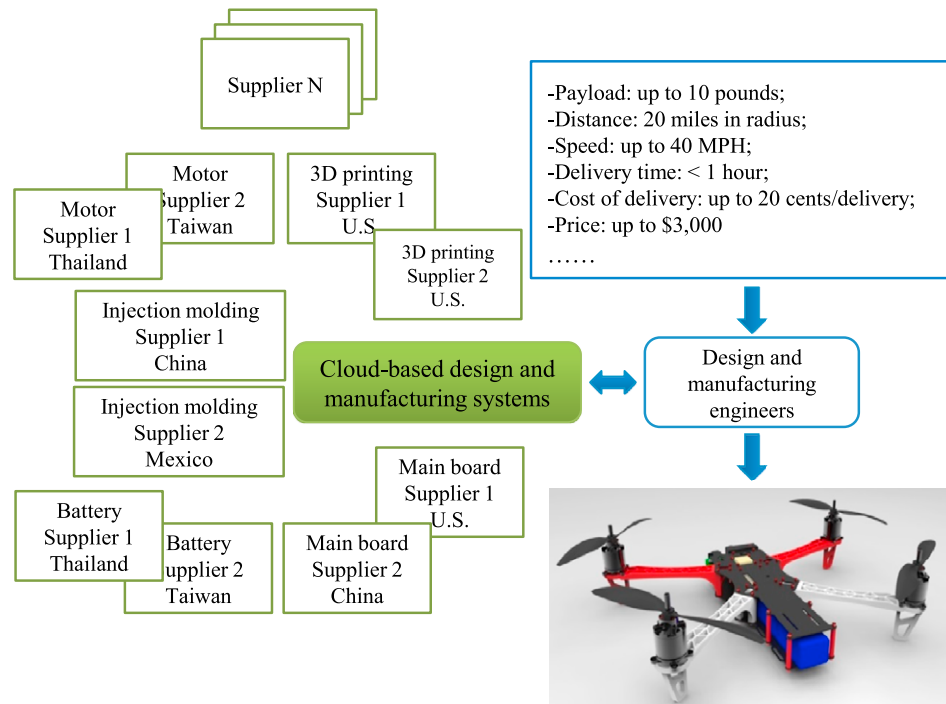 Supplier N
Motor
Supplier 2
Taiwan
Motor
Supplier 1
Thailand
3D printing
Supplier 1
U.S.
3D printing
Supplier 2
U.S.
Injection molding
Supplier 1
China
Injection molding
Supplier 2
Mexico
Battery
Supplier 1
Thailand
Battery
Supplier 2
Taiwan
Main board
Supplier 1
U.S.
Main board
Supplier 2
China
Cloud-based design and
manufacturing systems
-Payload: up to 10 pounds;
-Distance: 20 miles in radius;
-Speed: up to 40 MPH;
-Delivery time: < 1 hour;
-Cost of delivery: up to 20 cents/delivery;
-Price: up to $3,000
……
Design and
manufacturing
engineers